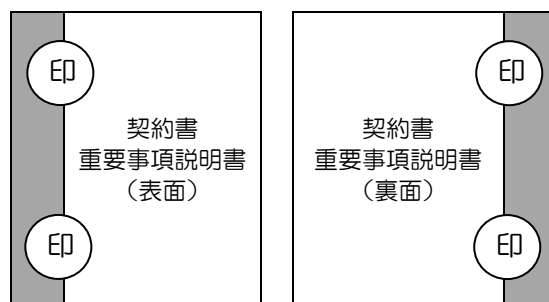 印
契約書
重要事項説明書
（表面）
印
印
契約書
重要事項説明書
（裏面）
印